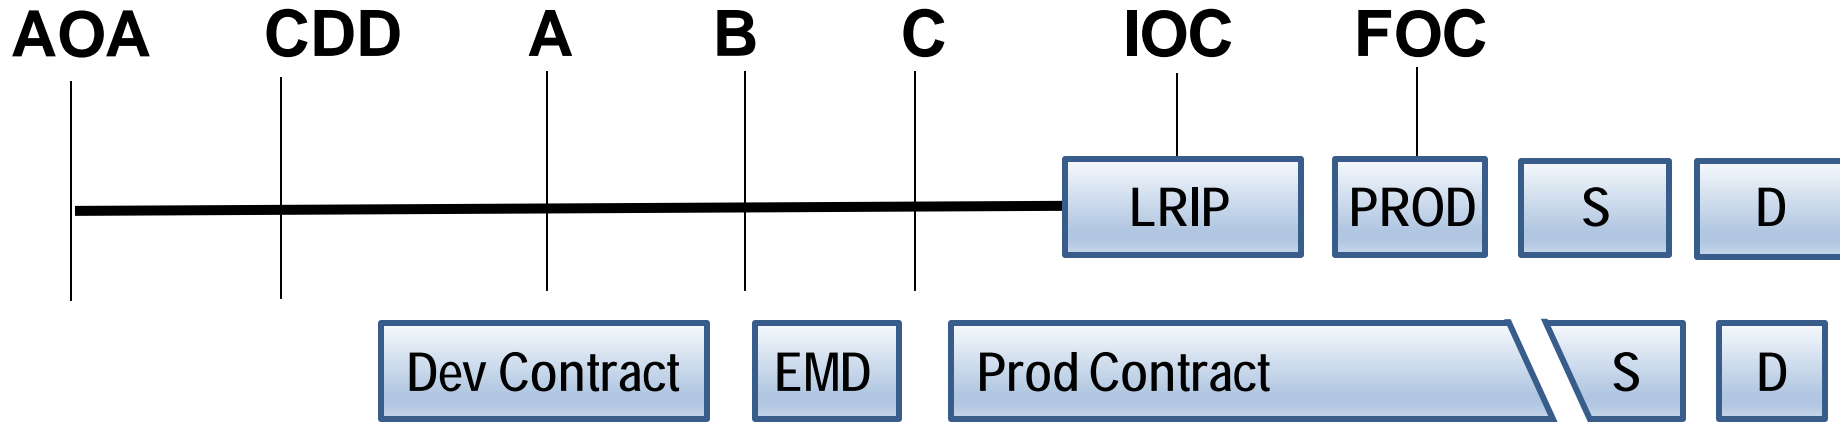 AOA CDD A B C IOC FOC
LRIP PROD S D
Dev Contract EMD Prod Contract S D